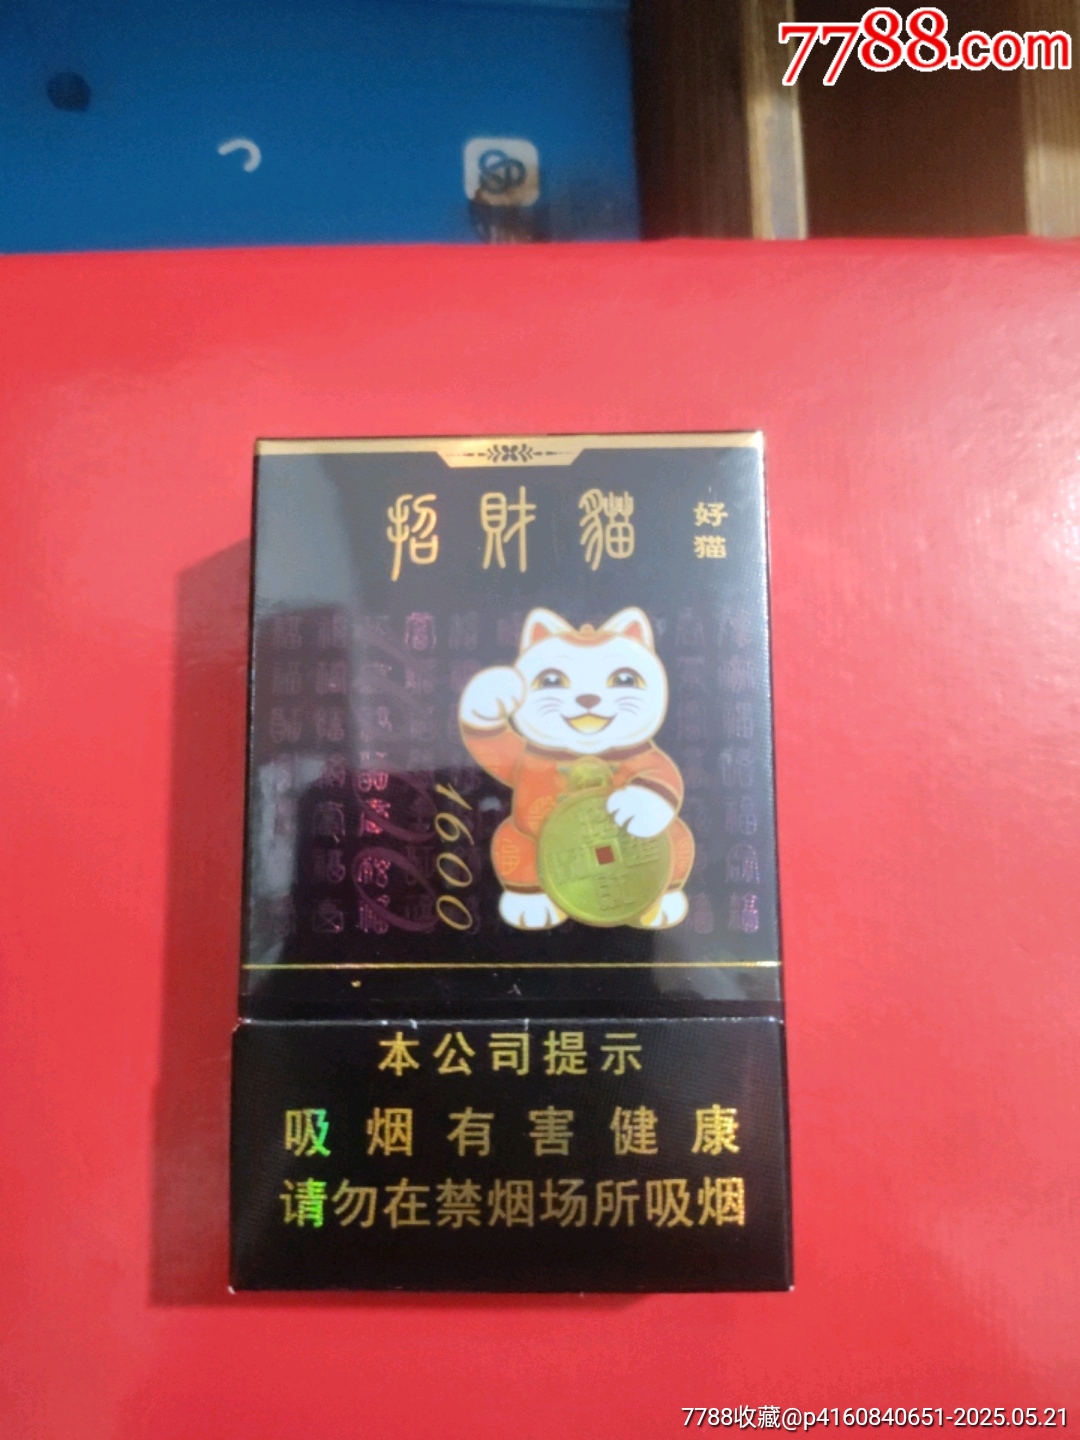 7788.com
招財貓
好猫
1600
本公司提示
吸烟有害健康
请勿在禁烟场所吸烟
7788收藏@p4160840651-2025.05.21